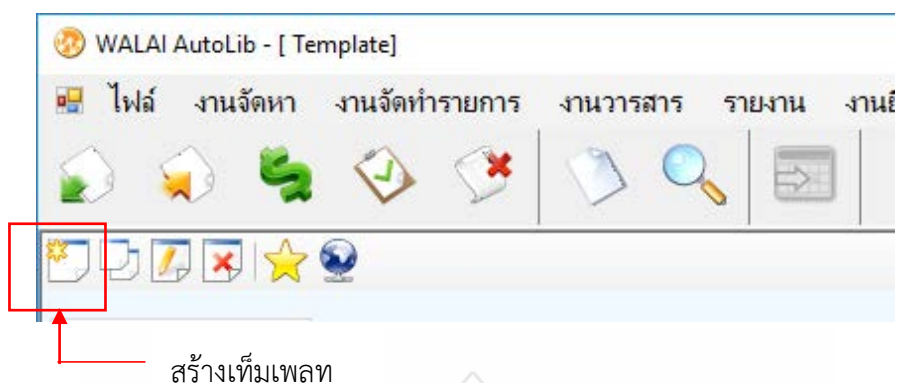 WALAI AutoLib - [ Template]
ไฟล์ งานจัดหา งานจัดทำรายการ งานวารสาร รายงาน
สร้างเท็มเพลท